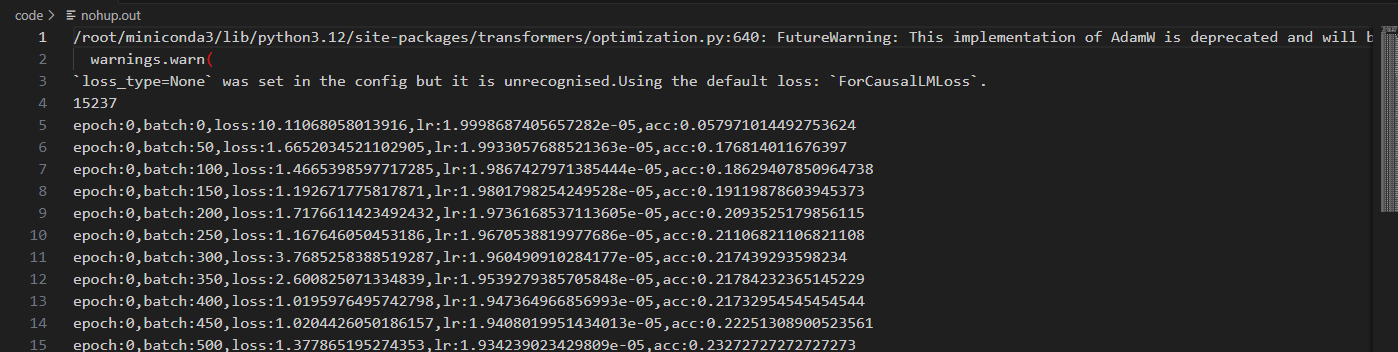 code > nohup.out
1 /root/miniconda3/lib/python3.12/site-packages/transformers/optimization.py:640: FutureWarning: This implementation of AdamW is deprecated and will b
2 warnings.warn(
3 `loss_type=None` was set in the config but it is unrecognised.Using the default loss: `ForCausalLMLoss`.
4 15237
5 epoch:0,batch:0,loss:10.11068058013916,lr:1.9998687405657282e-05,acc:0.057971014492753624
6 epoch:0,batch:50,loss:1.6652034521102905,lr:1.9933057688521363e-05,acc:0.176814011676397
7 epoch:0,batch:100,loss:1.4665398597717285,lr:1.9867427971385444e-05,acc:0.18629407850964738
8 epoch:0,batch:150,loss:1.192671775817871,lr:1.9801798254249528e-05,acc:0.19119878603945373
9 epoch:0,batch:200,loss:1.7176611423492432,lr:1.9736168537113605e-05,acc:0.2093525179856115
10 epoch:0,batch:250,loss:1.167646050453186,lr:1.9670538819977686e-05,acc:0.21106821106821108
11 epoch:0,batch:300,loss:3.7685258388519287,lr:1.960490910284177e-05,acc:0.217439293598234
12 epoch:0,batch:350,loss:2.600825071334839,lr:1.9539279385705848e-05,acc:0.21784232365145229
13 epoch:0,batch:400,loss:1.0195976495742798,lr:1.947364966856993e-05,acc:0.21732954545454544
14 epoch:0,batch:450,loss:1.0204426050186157,lr:1.9408019951434013e-05,acc:0.22251308900523561
15 epoch:0,batch:500,loss:1.377865195274353,lr:1.934239023429809e-05,acc:0.23272727272727273